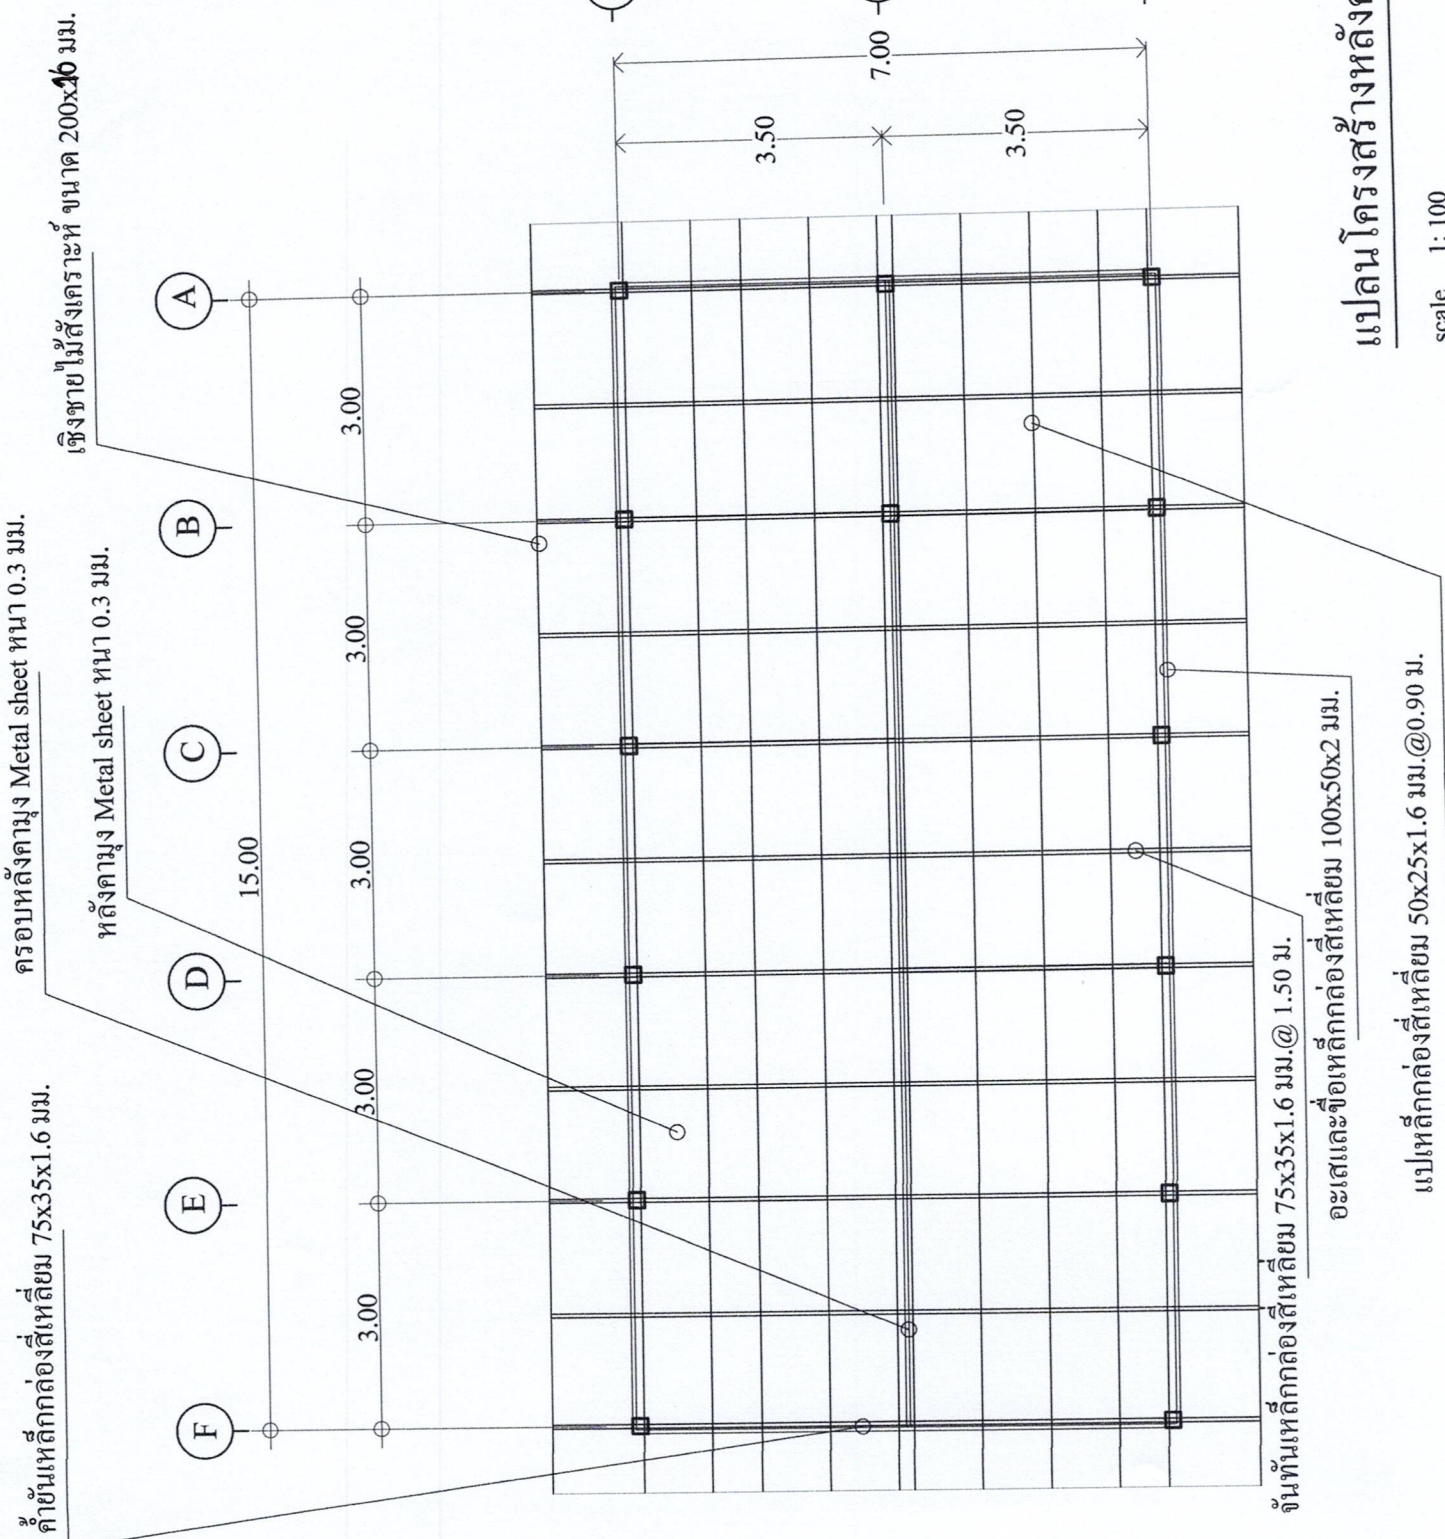 ค้ำยันเหล็กกล่องสี่เหลี่ยม 75x35x1.6 มม.
ครอบหลังคามุง Metal sheet หนา 0.3 มม.
หลังคามุง Metal sheet หนา 0.3 มม.
เชิงชายไม้สังเคราะห์ ขนาด 200x16 มม.
F
E
D
C
B
A
15.00
3.00
3.00
3.00
3.00
3.00
3.50
3.50
7.00
จันทันเหล็กกล่องสี่เหลี่ยม 75x35x1.6 มม.@ 1.50 ม.
อะเสและขื่อเหล็กกล่องสี่เหลี่ยม 100x50x2 มม.
แปเหล็กกล่องสี่เหลี่ยม 50x25x1.6 มม.@0.90 ม.
แปลนโครงสร้างหลังค
scale 1: 100